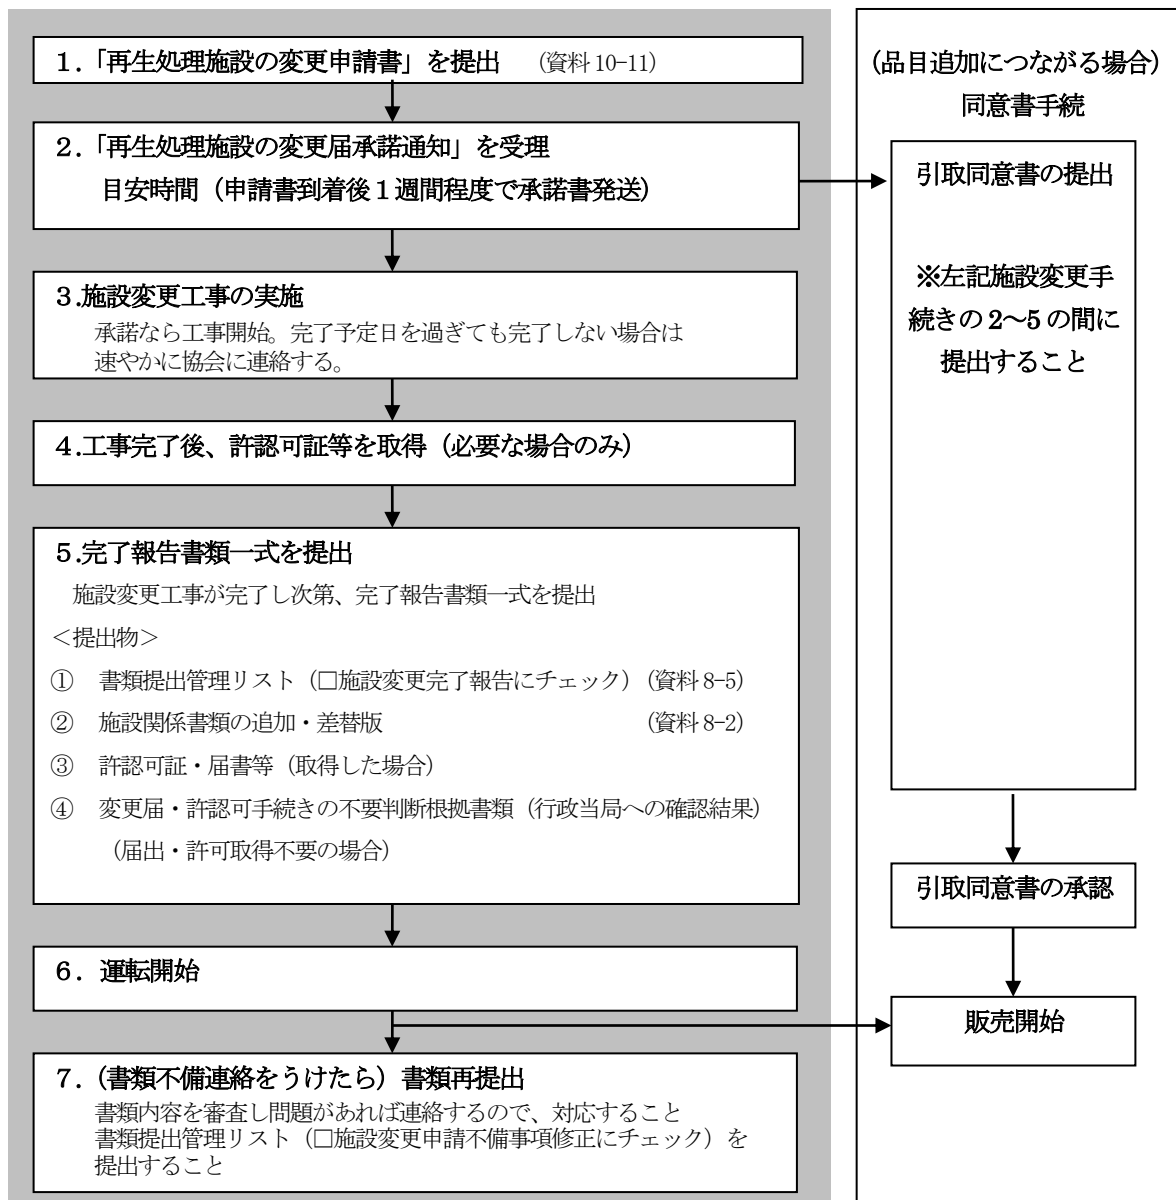 1．「再生処理施設の変更申請書」を提出　（資料 10-11）
2．「再生処理施設の変更届承諾通知」を受理
目安時間（申請書到着後１週間程度で承諾書発送）
3.施設変更工事の実施
承諾なら工事開始。完了予定日を過ぎても完了しない場合は
速やかに協会に連絡する。
4.工事完了後、許認可証等を取得（必要な場合のみ）
5.完了報告書類一式を提出
施設変更工事が完了し次第、完了報告書類一式を提出
＜提出物＞
①　書類提出管理リスト（□施設変更完了報告にチェック）（資料 8-5）
②　施設関係書類の追加・差替版　（資料 8-2）
③　許認可証・届書等（取得した場合）
④　変更届・許認可手続きの不要判断根拠書類（行政当局への確認結果）
（届出・許可取得不要の場合）
6．運転開始
7．（書類不備連絡をうけたら）書類再提出
書類内容を審査し問題があれば連絡するので、対応すること
書類提出管理リスト（□施設変更申請不備事項修正にチェック）を
提出すること
（品目追加につながる場合）
同意書手続
引取同意書の提出
※左記施設変更手
続きの 2～5 の間に
提出すること
引取同意書の承認
販売開始